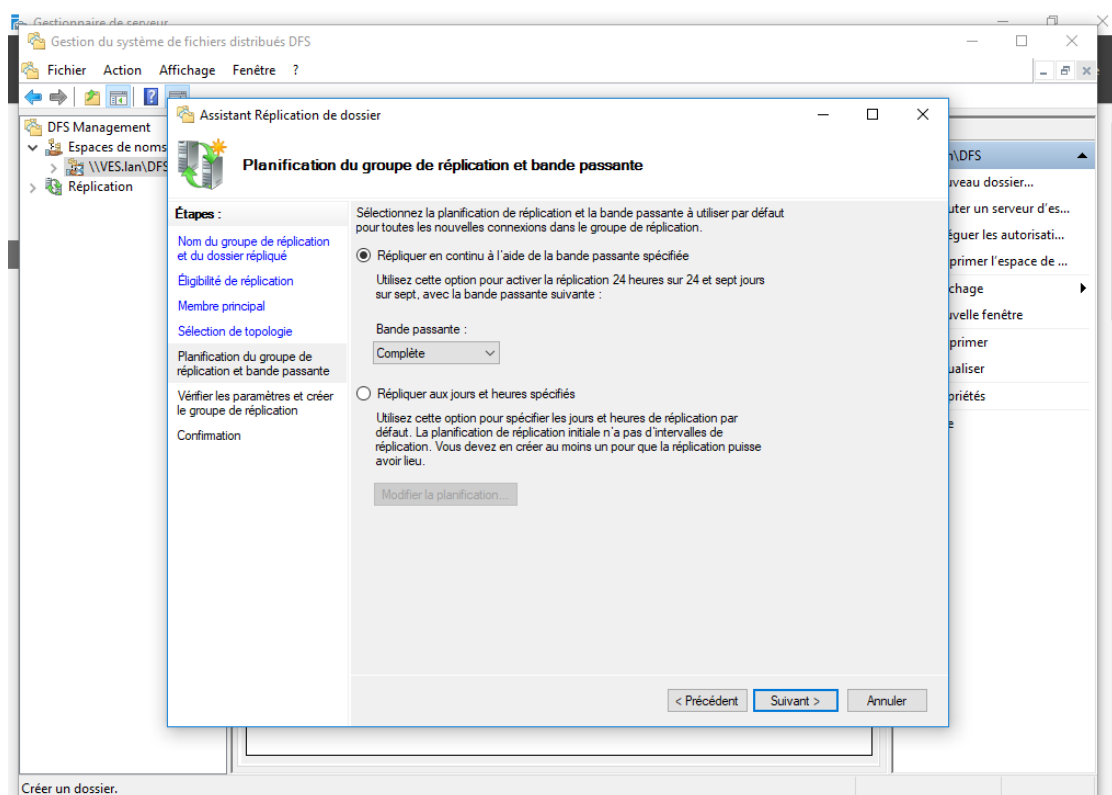 Gestionnaire de serveur
Gestion du système de fichiers distribués DFS
Fichier Action Affichage Fenêtre ?
DFS Management
Espaces de noms
\\VES.lan\DFS
Réplication
Assistant Réplication de dossier
Planification du groupe de réplication et bande passante
Étapes :
Nom du groupe de réplication
et du dossier répliqué
Éligibilité de réplication
Membre principal
Sélection de topologie
Planification du groupe de
réplication et bande passante
Vérifier les paramètres et créer
le groupe de réplication
Confirmation
Sélectionnez la planification de réplication et la bande passante à utiliser par défaut
pour toutes les nouvelles connexions dans le groupe de réplication.
Répliquer en continu à l'aide de la bande passante spécifiée
Utilisez cette option pour activer la réplication 24 heures sur 24 et sept jours
sur sept, avec la bande passante suivante :
Bande passante :
Complète
Répliquer aux jours et heures spécifiés
Utilisez cette option pour spécifier les jours et heures de réplication par
défaut. La planification de réplication initiale n'a pas d'intervalles de
réplication. Vous devez en créer au moins un pour que la réplication puisse
avoir lieu.
Modifier la planification...
< Précédent Suivant > Annuler
n\DFS
uveau dossier...
uter un serveur d'es...
éguer les autorisati...
primer l'espace de ...
chage
uvelle fenêtre
primer
ualiser
priétés
Créer un dossier.